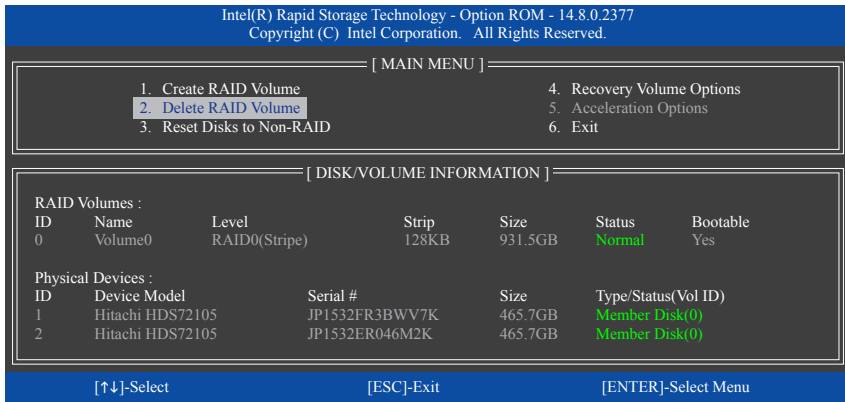 Intel(R) Rapid Storage Technology - Option ROM - 14.8.0.2377
Copyright (C) Intel Corporation. All Rights Reserved.
[ MAIN MENU ]
1. Create RAID Volume
2. Delete RAID Volume
3. Reset Disks to Non-RAID
4. Recovery Volume Options
5. Acceleration Options
6. Exit
[ DISK/VOLUME INFORMATION ]
RAID Volumes :
ID Name Level Strip Size Status Bootable
0 Volume0 RAID0(Stripe) 128KB 931.5GB Normal Yes
Physical Devices :
ID Device Model Serial # Size Type/Status(Vol ID)
1 Hitachi HDS72105 JP1532FR3BWV7K 465.7GB Member Disk(0)
2 Hitachi HDS72105 JP1532ER046M2K 465.7GB Member Disk(0)
[↑↓]-Select [ESC]-Exit [ENTER]-Select Menu